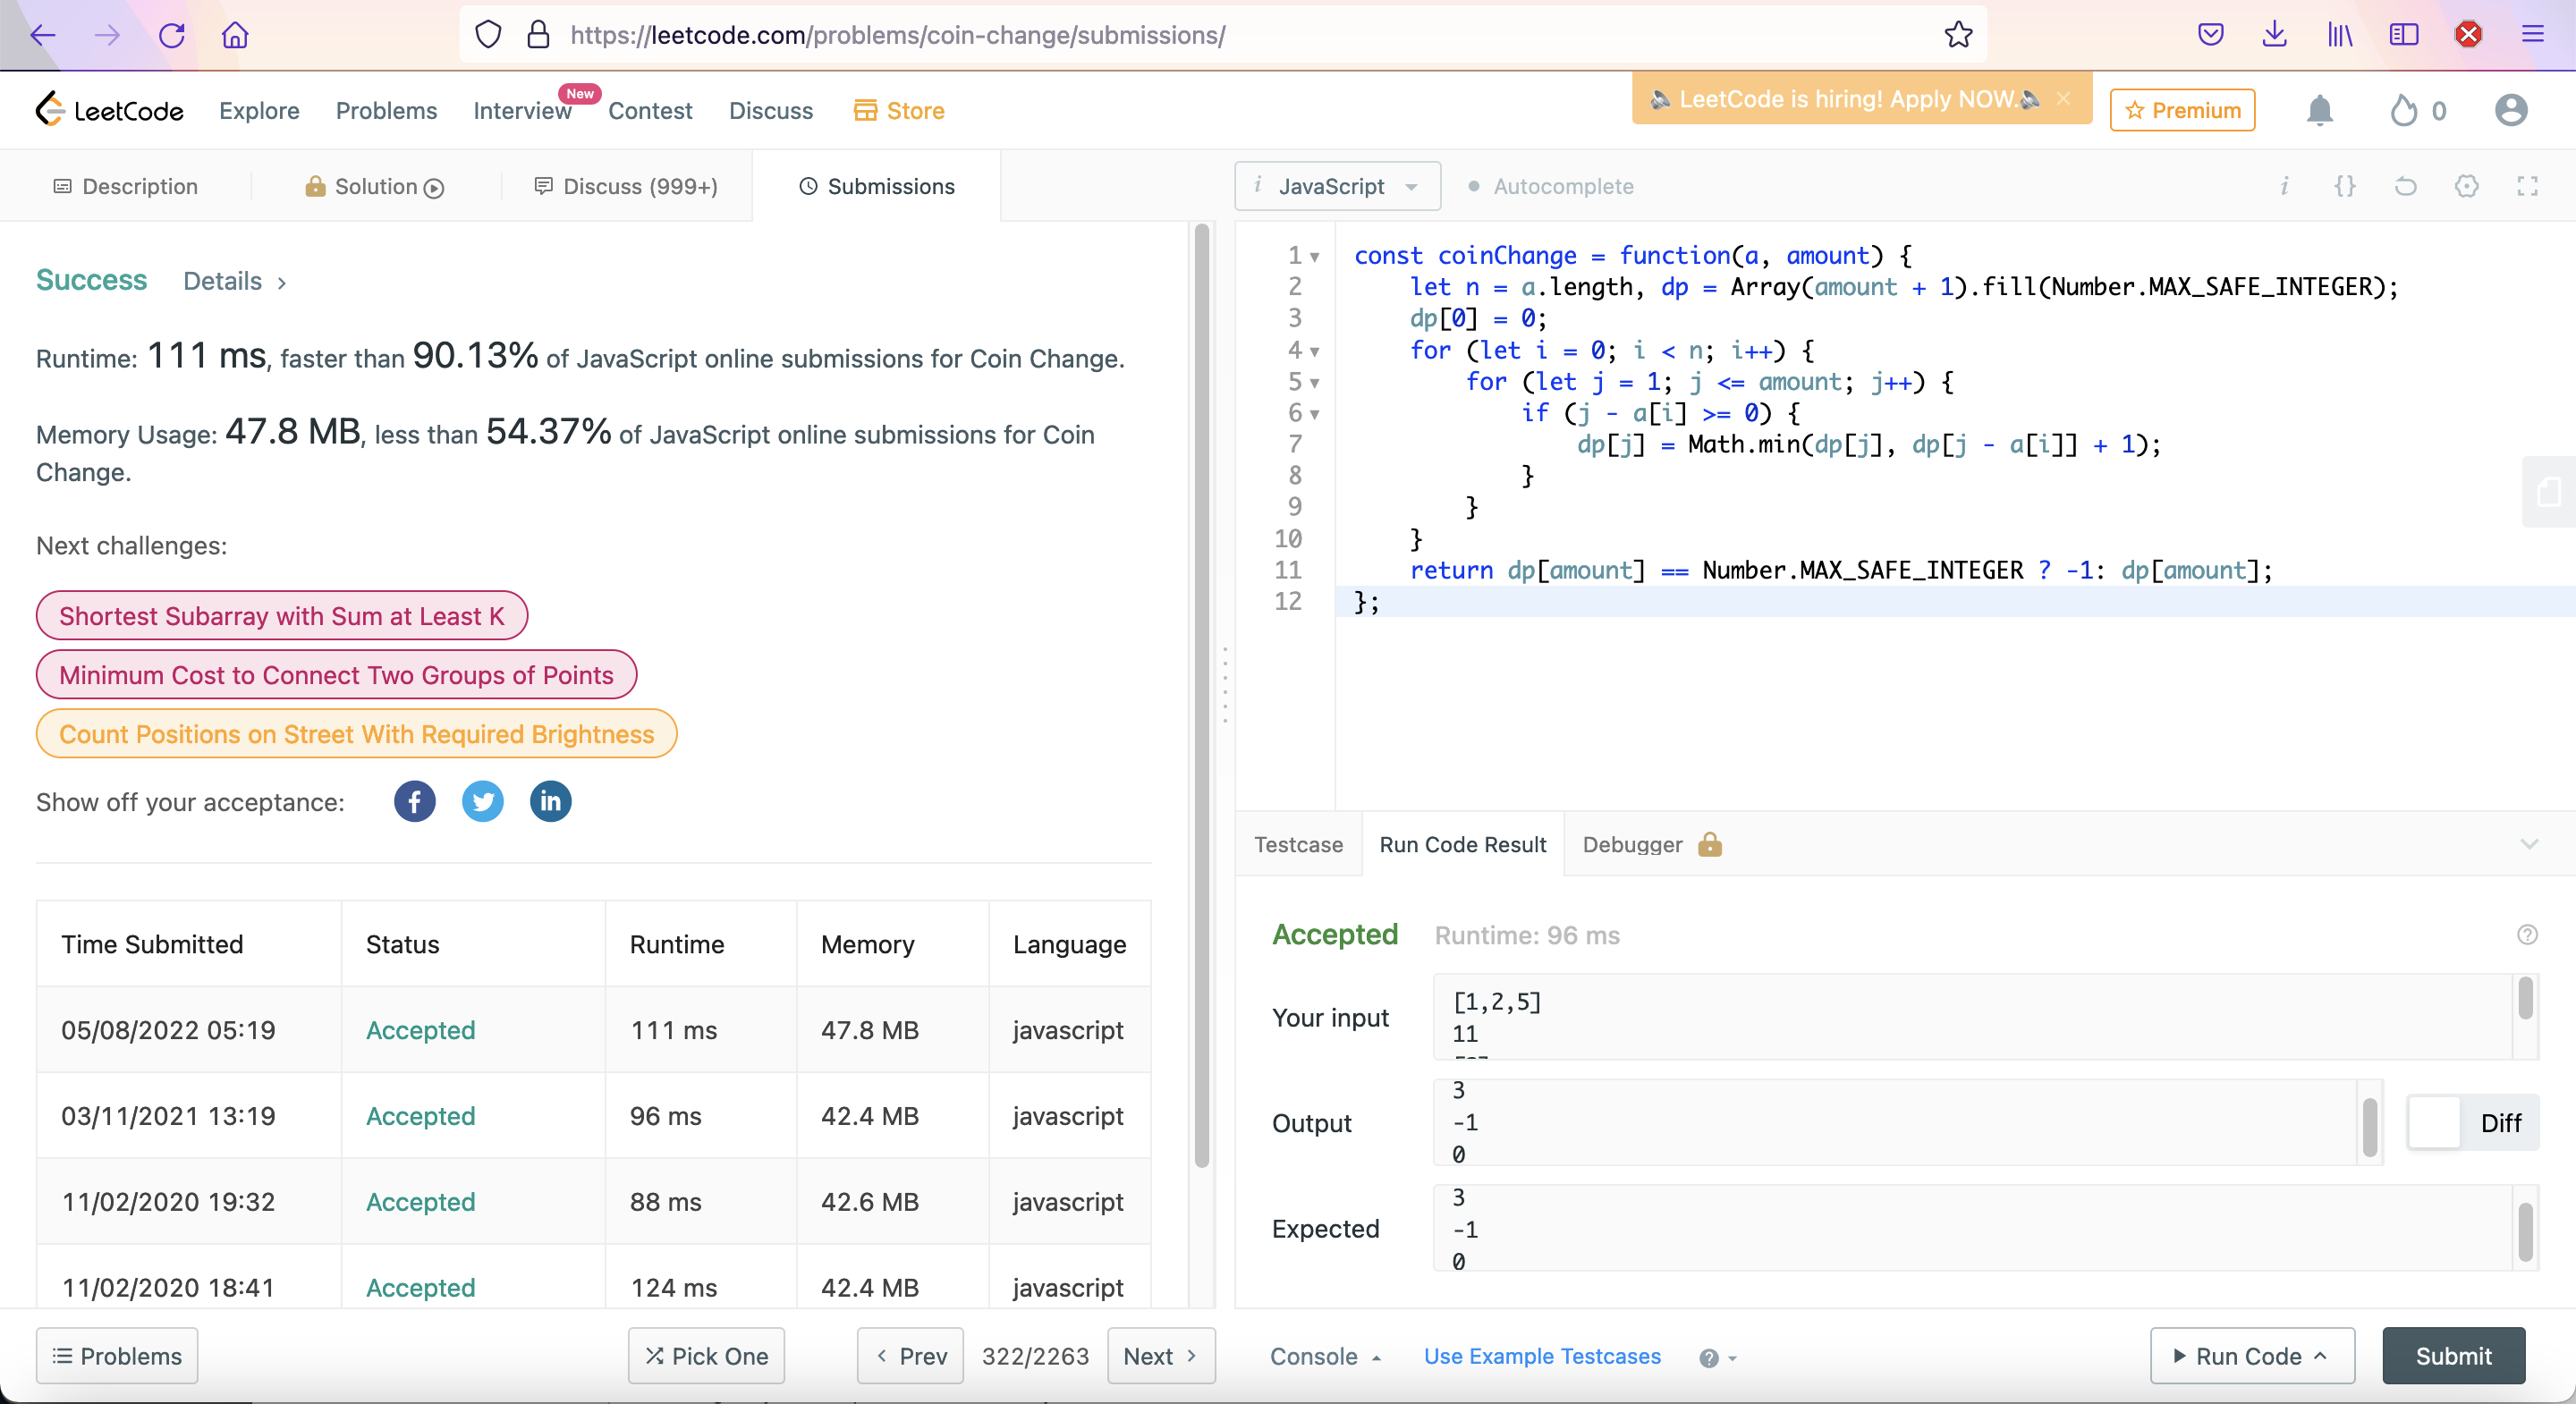 https://leetcode.com/problems/coin-change/submissions/
LeetCode Explore Problems Interview New Contest Discuss Store
LeetCode is hiring! Apply NOW.
Premium
0
Description
Solution
Discuss (999+)
Submissions
Success Details
Runtime: 111 ms, faster than 90.13% of JavaScript online submissions for Coin Change.
Memory Usage: 47.8 MB, less than 54.37% of JavaScript online submissions for Coin
Change.
Next challenges:
Shortest Subarray with Sum at Least K
Minimum Cost to Connect Two Groups of Points
Count Positions on Street With Required Brightness
Show off your acceptance:
Time Submitted Status Runtime Memory Language
05/08/2022 05:19 Accepted 111 ms 47.8 MB javascript
03/11/2021 13:19 Accepted 96 ms 42.4 MB javascript
11/02/2020 19:32 Accepted 88 ms 42.6 MB javascript
11/02/2020 18:41 Accepted 124 ms 42.4 MB javascript
Problems
Pick One
Prev
322/2263
Next
i JavaScript
Autocomplete
i {}
1 const coinChange = function(a, amount) {
2 let n = a.length, dp = Array(amount + 1).fill(Number.MAX_SAFE_INTEGER);
3 dp[0] = 0;
4 for (let i = 0; i < n; i++) {
5 for (let j = 1; j <= amount; j++) {
6 if (j - a[i] >= 0) {
7 dp[j] = Math.min(dp[j], dp[j - a[i]] + 1);
8 }
9 }
10 }
11 return dp[amount] == Number.MAX_SAFE_INTEGER ? -1: dp[amount];
12 };
Testcase
Run Code Result
Debugger
Accepted Runtime: 96 ms
Your input
[1,2,5]
11
Output
3
-1
0
Diff
Expected
3
-1
0
Console
Use Example Testcases
Run Code
Submit